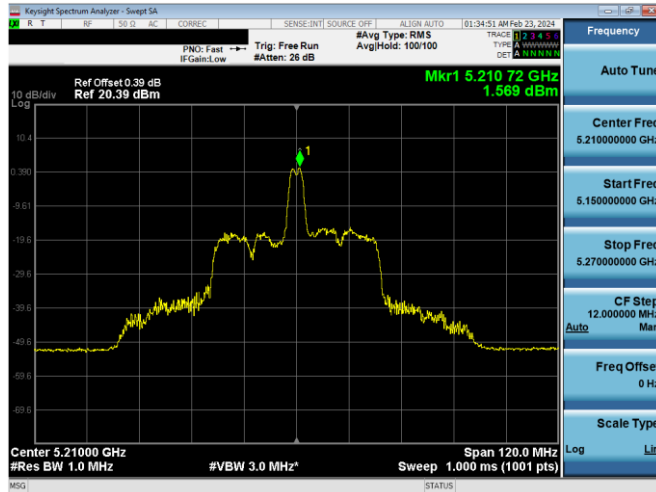 Keysight Spectrum Analyzer - Swept SA
R T RF 50 Ω AC CORREC SENSE:INT SOURCE OFF ALIGN AUTO 01:34:51 AM Feb 23, 2024
PNO: Fast
IFGain:Low
Trig: Free Run
#Atten: 26 dB
#Avg Type: RMS
Avg|Hold: 100/100
TRACE 1 2 3 4 5 6
TYPE A WWWWW
DET A N N N N N
Mkr1 5.210 72 GHz
1.569 dBm
Ref Offset 0.39 dB
Ref 20.39 dBm
10 dB/div
Log
10.4
0.390
-9.61
-19.6
-29.6
-39.6
-49.6
-59.6
-69.6
1
Center 5.21000 GHz
#Res BW 1.0 MHz
#VBW 3.0 MHz*
Span 120.0 MHz
Sweep 1.000 ms (1001 pts)
MSG
STATUS
Frequency
Auto Tune
Center Freq
5.210000000 GHz
Start Freq
5.150000000 GHz
Stop Freq
5.270000000 GHz
CF Step
12.000000 MHz
Auto Man
Freq Offset
0 Hz
Scale Type
Log Lin